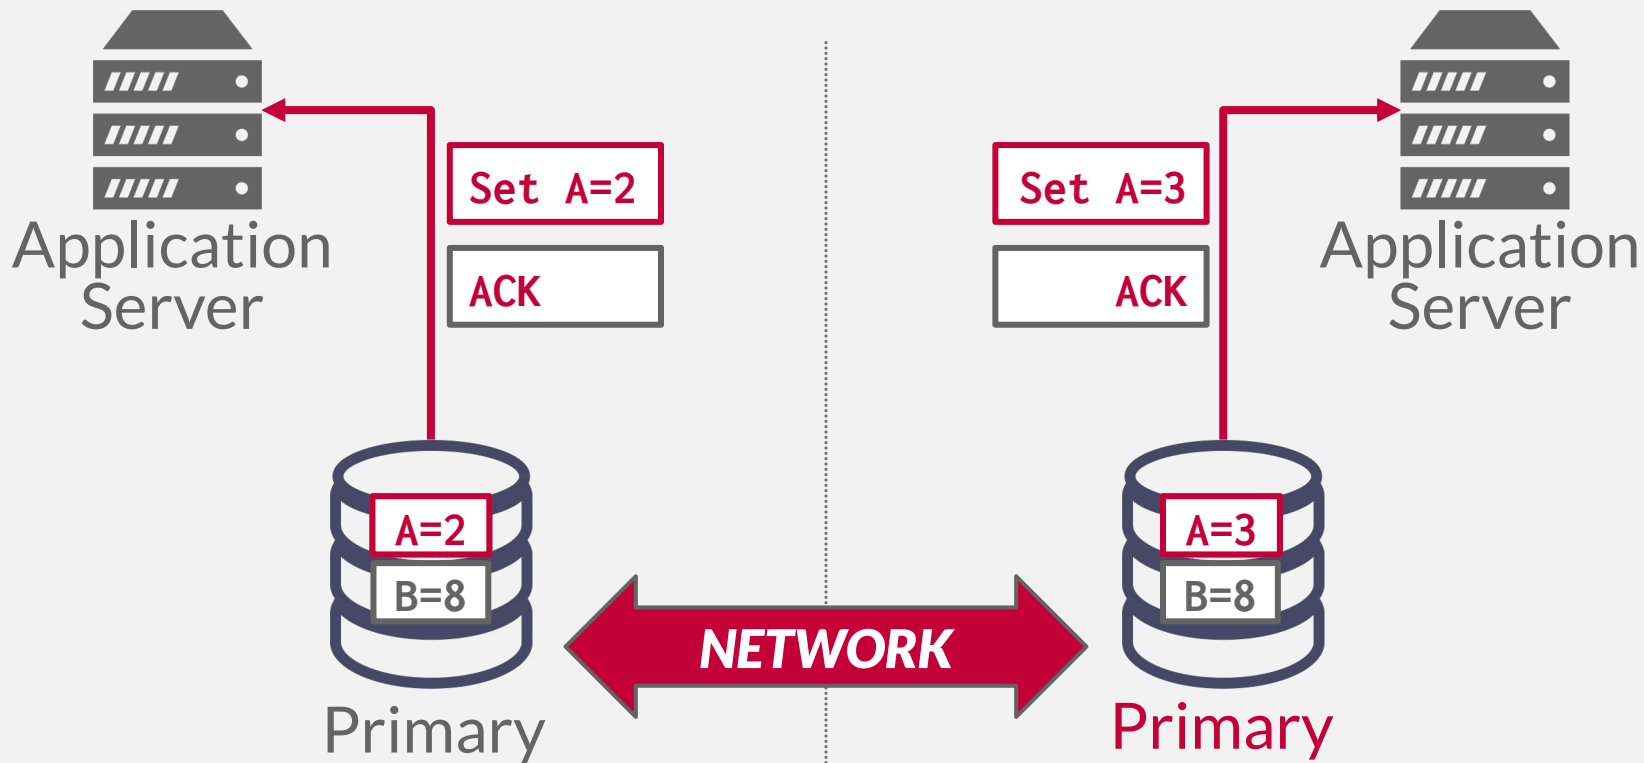 Set A=2
ACK
Application
Server
A=2
B=8
Primary
NETWORK
Set A=3
ACK
Application
Server
A=3
B=8
Primary